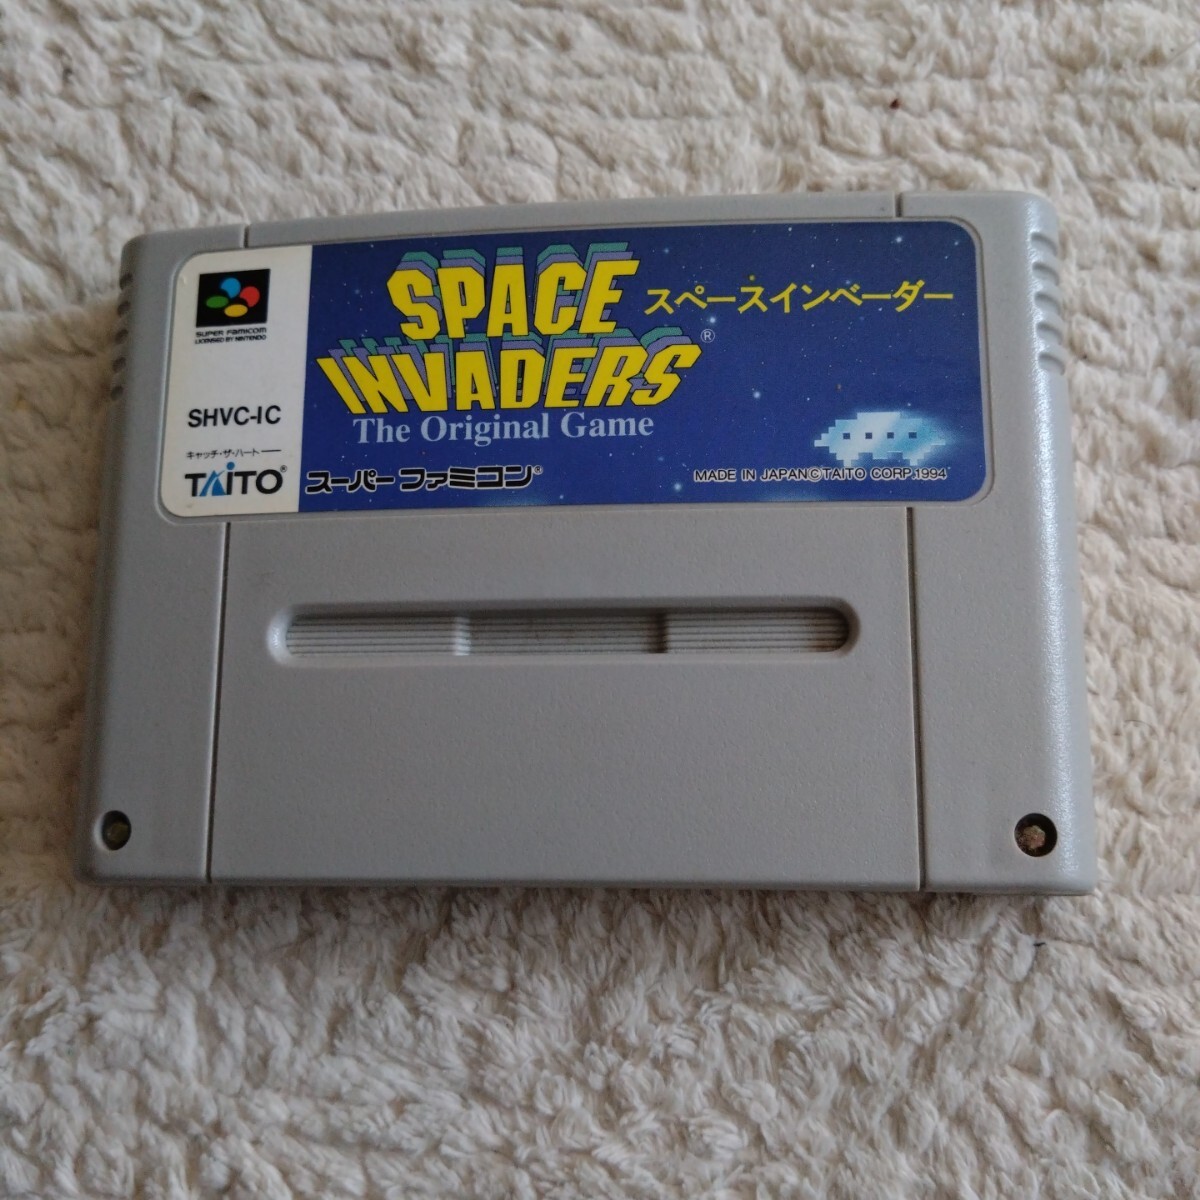 SUPER FAMICOM
LICENSED BY NINTENDO
SHVC-IC
キャッチ・ザ・ハート
TAITO®
SPACE
INVADERS®
The Original Game
スペースインベーダー
スーパーファミコン®
MADE IN JAPAN©TAITO CORP.1994